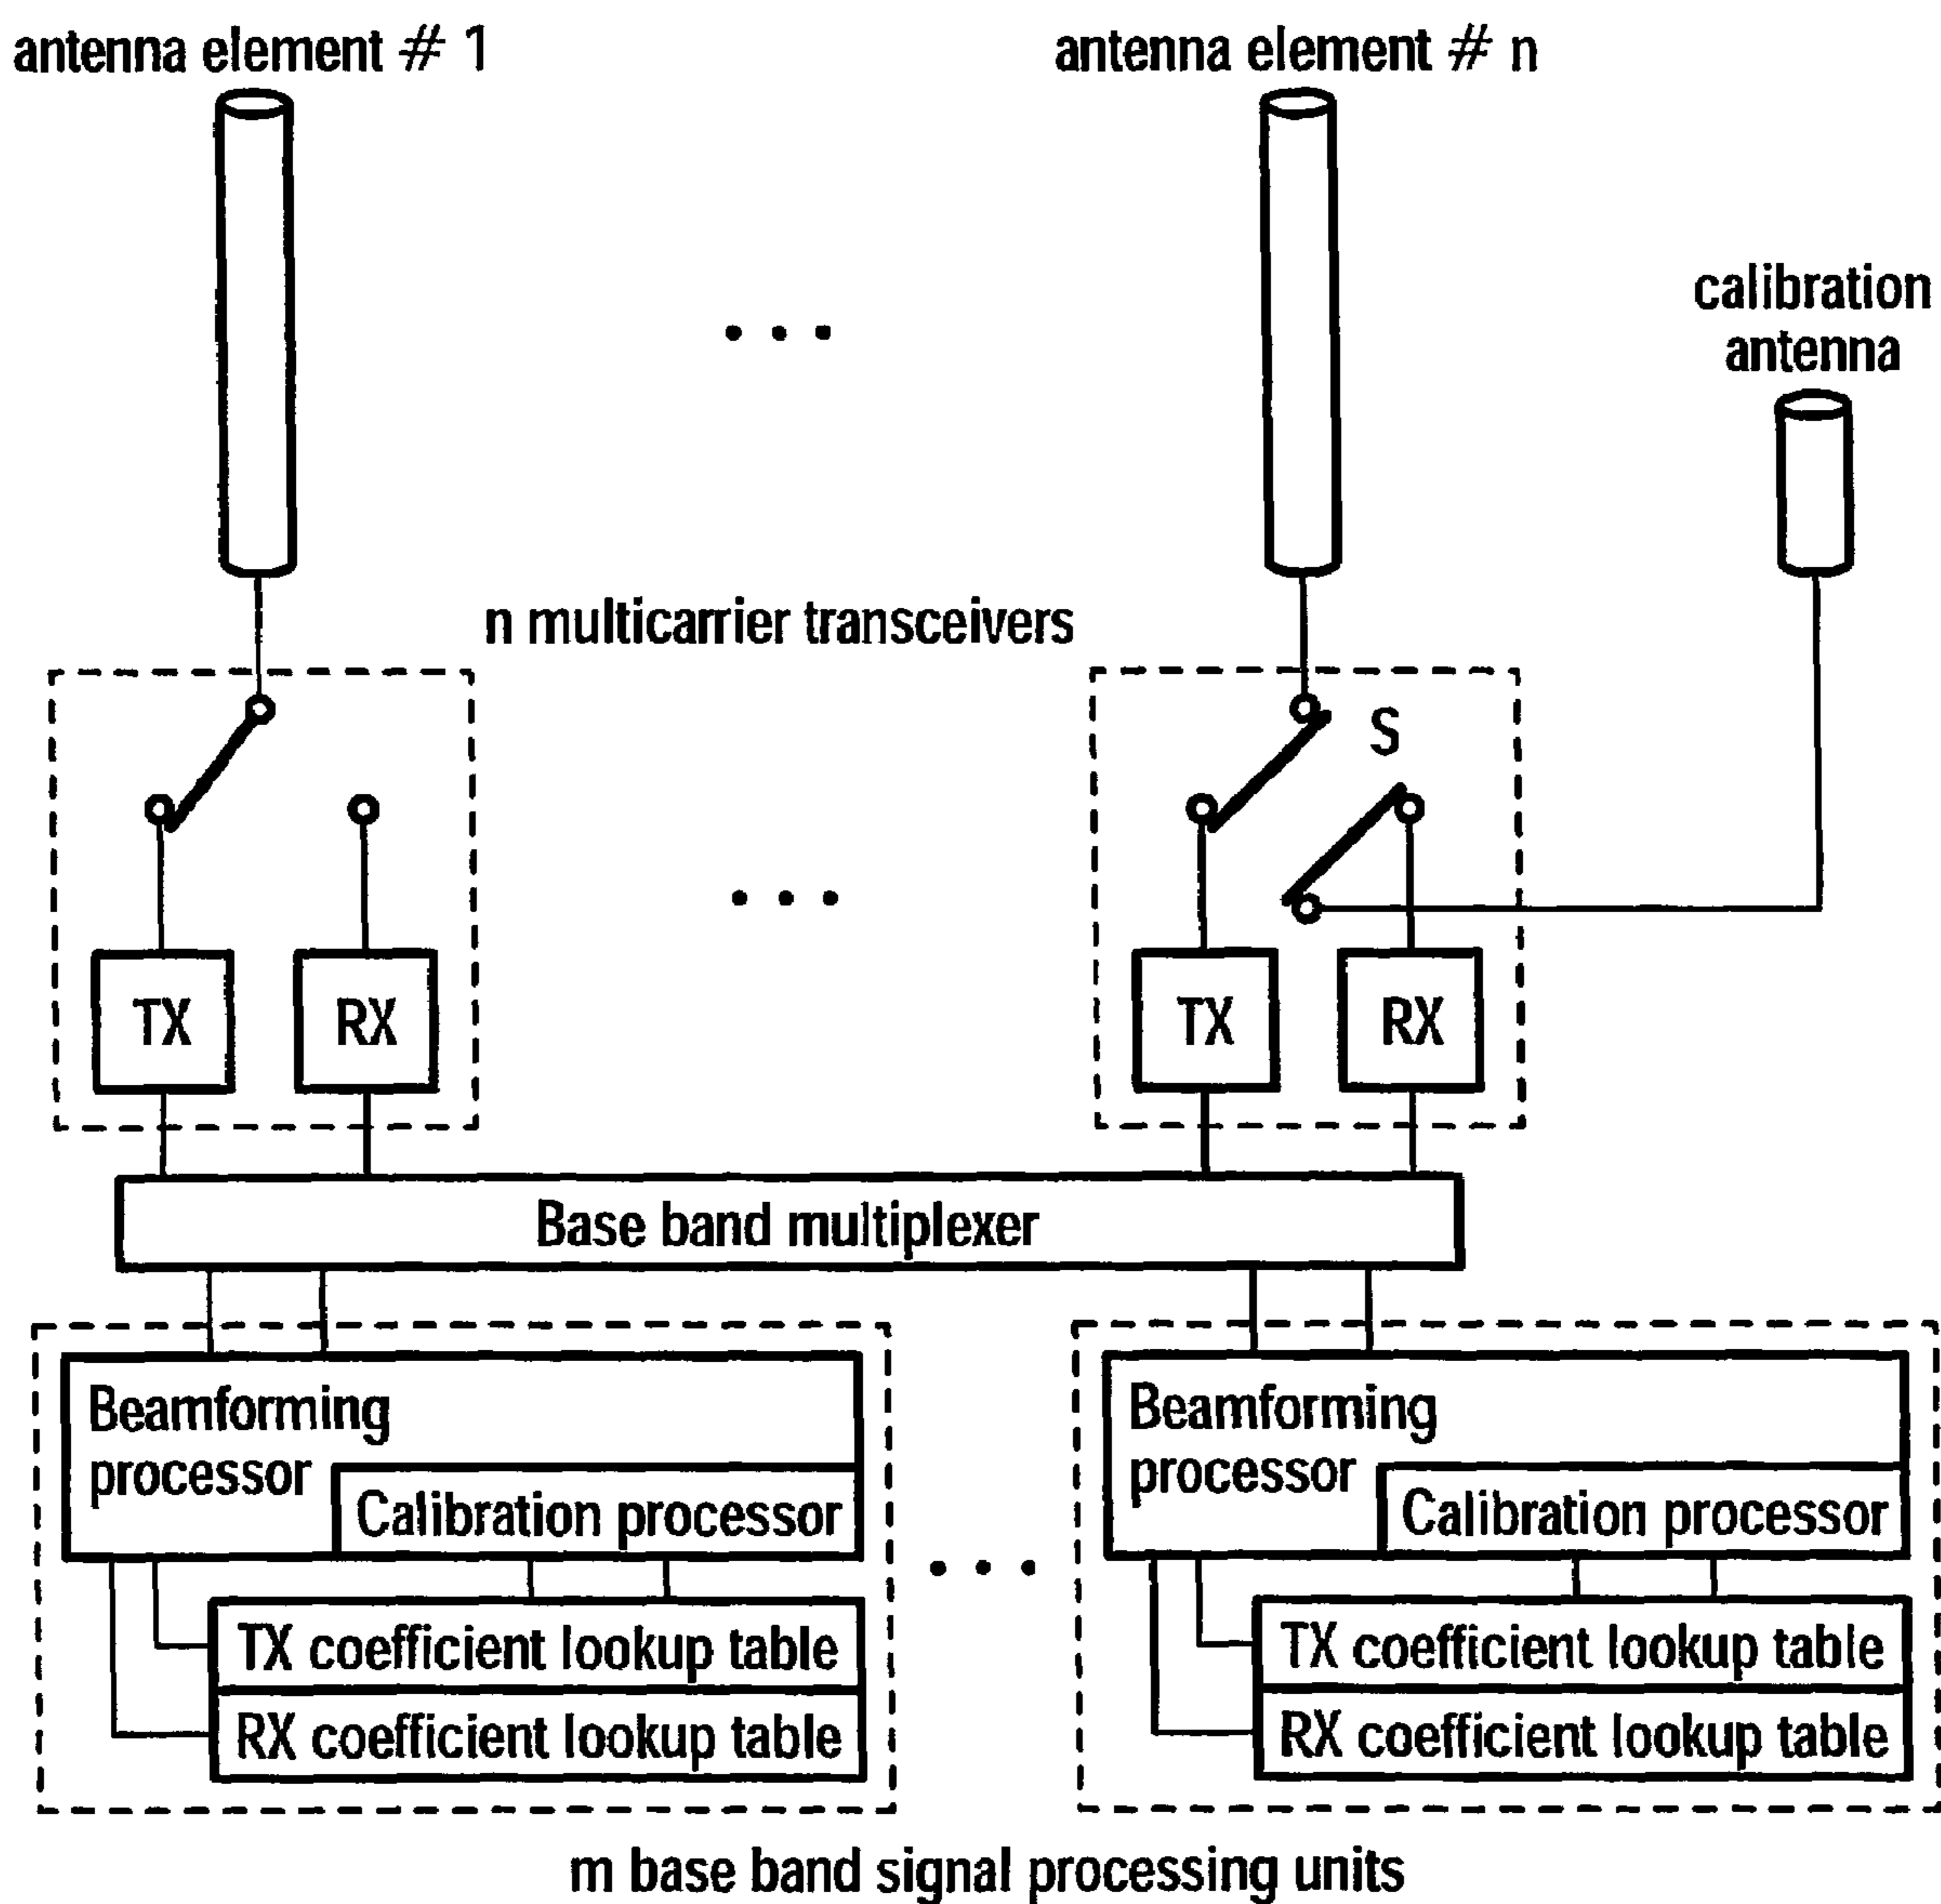 antenna element # 1
antenna element # n
calibration
antenna
n multicarrier transceivers
S
TX
RX
TX
RX
Base band multiplexer
Beamforming
processor
Calibration processor
TX coefficient lookup table
RX coefficient lookup table
Beamforming
processor
Calibration processor
TX coefficient lookup table
RX coefficient lookup table
m base band signal processing units